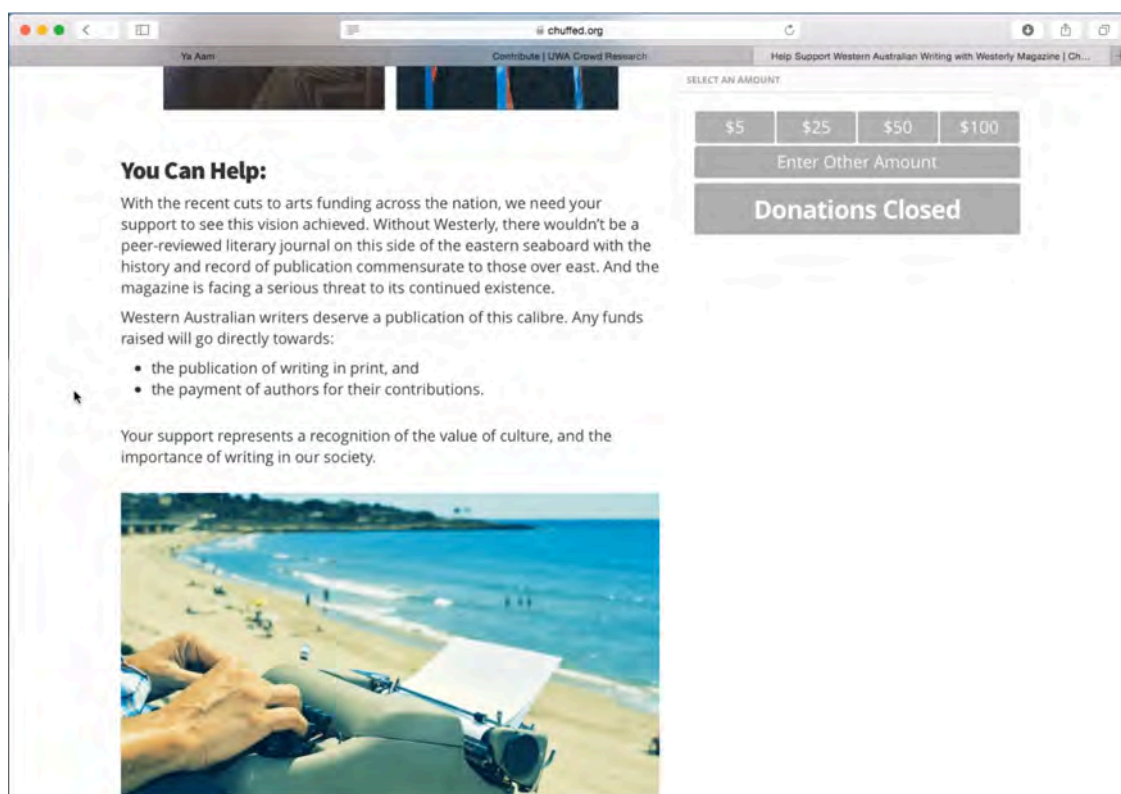 chuffed.org
Ya Aam
Contribute | UWA Crowd Research
Help Support Western Australian Writing with Westerly Magazine | Ch...
SELECT AN AMOUNT
$5 $25 $50 $100
Enter Other Amount
Donations Closed
You Can Help:
With the recent cuts to arts funding across the nation, we need your
support to see this vision achieved. Without Westerly, there wouldn't be a
peer-reviewed literary journal on this side of the eastern seaboard with the
history and record of publication commensurate to those over east. And the
magazine is facing a serious threat to its continued existence.
Western Australian writers deserve a publication of this calibre. Any funds
raised will go directly towards:
• the publication of writing in print, and
• the payment of authors for their contributions.
Your support represents a recognition of the value of culture, and the
importance of writing in our society.